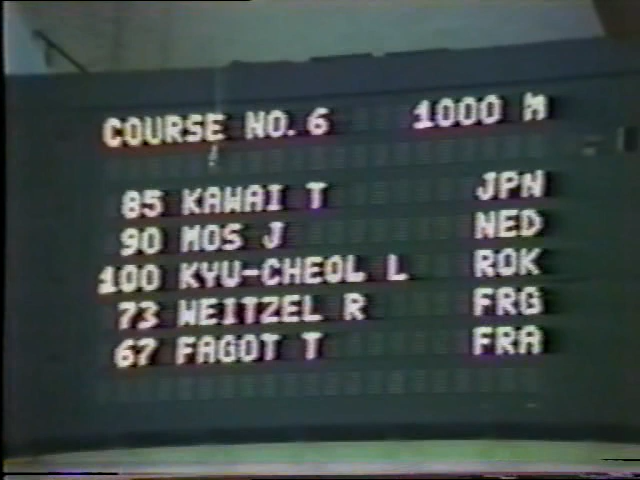 COURSE NO. 6 1000 M
85 KAWAI T JPN
90 MOS J NED
100 KYU-CHEOL L ROK
73 WEITZEL R FRG
67 FAGOT T FRA